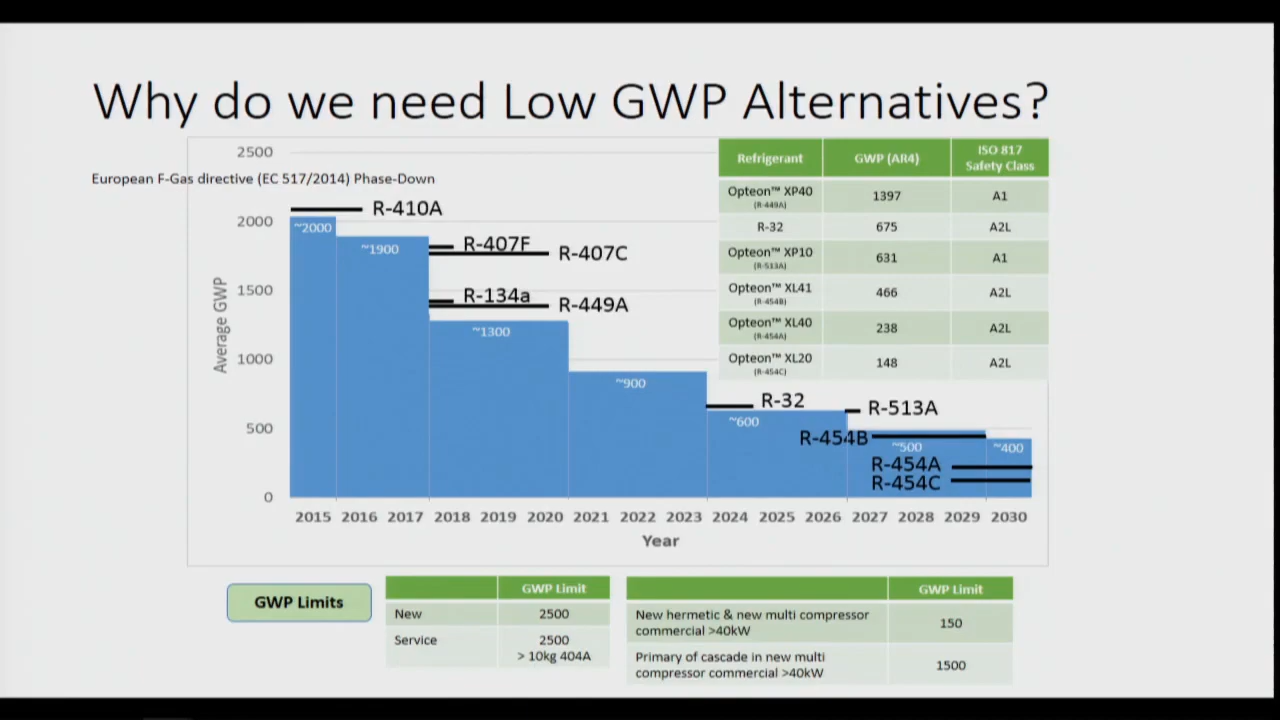 Why do we need Low GWP Alternatives?
European F-Gas directive (EC 517/2014) Phase-Down
2500
2000
1500
1000
500
0
Average GWP
~2000
~1900
~1300
~900
~600
~500
~400
R-410A
R-407F
R-407C
R-134a
R-449A
R-32
R-513A
R-454B
R-454A
R-454C
2015 2016 2017 2018 2019 2020 2021 2022 2023 2024 2025 2026 2027 2028 2029 2030
Year
Refrigerant GWP (AR4) ISO 817
Safety Class
Opteon™ XP40 1397 A1
(R-449A)
R-32 675 A2L
Opteon™ XP10 631 A1
(R-513A)
Opteon™ XL41 466 A2L
(R-454B)
Opteon™ XL40 238 A2L
(R-454A)
Opteon™ XL20 148 A2L
(R-454C)
GWP Limits
GWP Limit
New 2500
Service 2500
> 10kg 404A
GWP Limit
New hermetic & new multi compressor
commercial >40kW 150
Primary of cascade in new multi
compressor commercial >40kW 1500